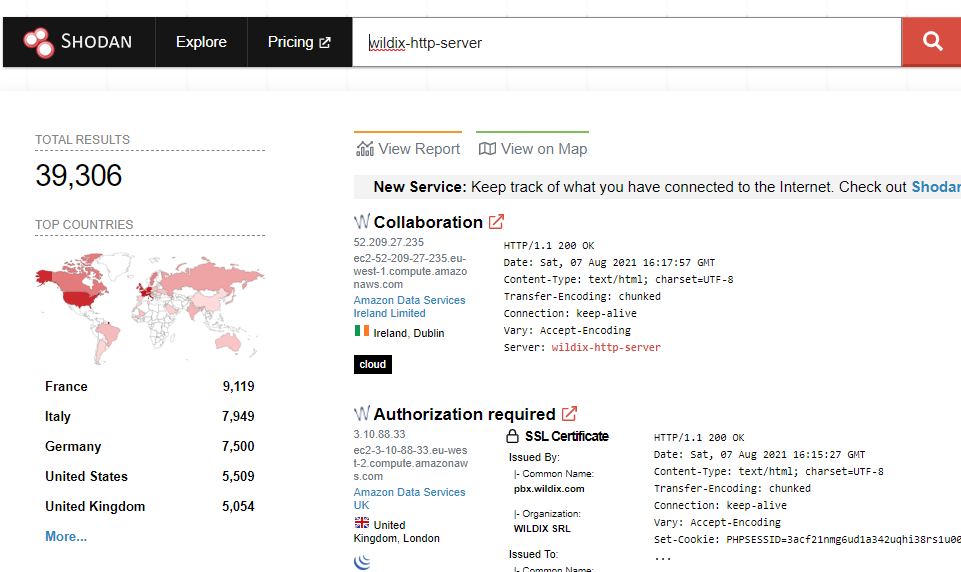 SHODAN Explore Pricing wildix-http-server
TOTAL RESULTS
39,306
TOP COUNTRIES
France 9,119
Italy 7,949
Germany 7,500
United States 5,509
United Kingdom 5,054
More...
View Report View on Map
New Service: Keep track of what you have connected to the Internet. Check out Shodan
Collaboration
52.209.27.235
ec2-52-209-27-235.eu-
west-1.compute.amazo
naws.com
Amazon Data Services
Ireland Limited
Ireland, Dublin
cloud
HTTP/1.1 200 OK
Date: Sat, 07 Aug 2021 16:17:57 GMT
Content-Type: text/html; charset=UTF-8
Transfer-Encoding: chunked
Connection: keep-alive
Vary: Accept-Encoding
Server: wildix-http-server
Authorization required
3.10.88.33
ec2-3-10-88-33.eu-wes
t-2.compute.amazonaw
s.com
Amazon Data Services
UK
United
Kingdom, London
SSL Certificate
Issued By:
|- Common Name:
pbx.wildix.com
|- Organization:
WILDIX SRL
Issued To:
|- Common Name:
HTTP/1.1 200 OK
Date: Sat, 07 Aug 2021 16:15:27 GMT
Content-Type: text/html; charset=UTF-8
Transfer-Encoding: chunked
Connection: keep-alive
Vary: Accept-Encoding
Set-Cookie: PHPSESSID=3acf21nmg6ud1a342uqhi38rs1u00
...